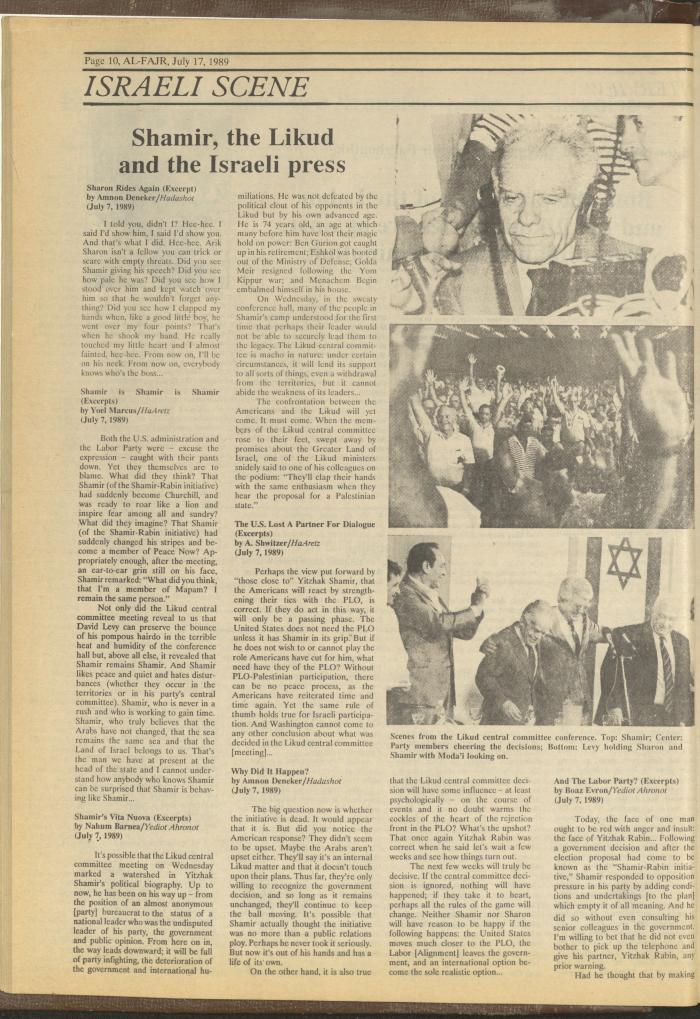 Page 10, AL-FAJR, July 17, 1989
ISRAELI SCENE
Shamir, the Likud
and the Israeli press
Sharon Rides Again (Excerpt)
by Amnon Deneker/Hadashot
(July 7, 1989)
I told you, didn't I? Hee-hee. I
said I'd show him, I said I'd show you.
And that's what I did. Hee-hee. Arik
Sharon isn't a fellow you can trick or
scare with empty threats. Did you see
Shamir giving his speech? Did you see
how pale he was? Did you see how I
stood over him and kept watch over
him so that he wouldn't forget any-
thing? Did you see how I clapped my
hands when, like a good little boy, he
went over my four points? That's
when he shook my hand. He really
touched my little heart and I almost
fainted, hee-hee. From now on, I'll be
on his neck. From now on, everybody
knows who's the boss...
Shamir is Shamir is Shamir
(Excerpts)
by Yoel Marcus/HaAretz
(July 7, 1989)
Both the U.S. administration and
the Labor Party were – excuse the
expression – caught with their pants
down. Yet they themselves are to
blame. What did they think? That
Shamir (of the Shamir-Rabin initiative)
had suddenly become Churchill, and
was ready to roar like a lion and
inspire fear among all and sundry?
What did they imagine? That Shamir
(of the Shamir-Rabin initiative) had
suddenly changed his stripes and be-
come a member of Peace Now? Ap-
propriately enough, after the meeting,
an ear-to-ear grin still on his face,
Shamir remarked: "What did you think,
that I'm a member of Mapam? I
remain the same person."
Not only did the Likud central
committee meeting reveal to us that
David Levy can preserve the bounce
of his pompous hairdo in the terrible
heat and humidity of the conference
hall but, above all else, it revealed that
Shamir remains Shamir. And Shamir
likes peace and quiet and hates distur-
bances (whether they occur in the
territories or in his party's central
committee). Shamir, who is never in a
rush and who is working to gain time.
Shamir, who truly believes that the
Arabs have not changed, that the sea
remains the same sea and that the
Land of Israel belongs to us. That's
the man we have at present at the
head of the state and I cannot under-
stand how anybody who knows Shamir
can be surprised that Shamir is behav-
ing like Shamir...
Shamir's Vita Nuova (Excerpts)
by Nahum Barnea/Yediot Ahronot
(July 7, 1989)
It's possible that the Likud central
committee meeting on Wednesday
marked a watershed in Yitzhak
Shamir's political biography. Up to
now, he has been on his way up – from
the position of an almost anonymous
[party] bureaucrat to the status of a
national leader who was the undisputed
leader of his party, the government
and public opinion. From here on in,
the way leads downward; it will be full
of party infighting, the deterioration of
the government and international hu-
miliations. He was not defeated by the
political clout of his opponents in the
Likud but by his own advanced age.
He is 74 years old, an age at which
many before him have lost their magic
hold on power: Ben Gurion got caught
up in his retirement; Eshkol was booted
out of the Ministry of Defense; Golda
Meir resigned following the Yom
Kippur war; and Menachem Begin
embalmed himself in his house.
On Wednesday, in the sweaty
conference hall, many of the people in
Shamir's camp understood for the first
time that perhaps their leader would
not be able to securely lead them to
the legacy. The Likud central commit-
tee is macho in nature: under certain
circumstances, it will lend its support
to all sorts of things, even a withdrawal
from the territories, but it cannot
abide the weakness of its leaders...
The confrontation between the
Americans and the Likud will yet
come. It must come. When the mem-
bers of the Likud central committee
rose to their feet, swept away by
promises about the Greater Land of
Israel, one of the Likud ministers
snidely said to one of his colleagues on
the podium: "They'll clap their hands
with the same enthusiasm when they
hear the proposal for a Palestinian
state."
The U.S. Lost A Partner For Dialogue
(Excerpts)
by A. Shwitzer/HaAretz
(July 7, 1989)
Perhaps the view put forward by
"those close to" Yitzhak Shamir, that
the Americans will react by strength-
ening their ties with the PLO, is
correct. If they do act in this way, it
will only be a passing phase. The
United States does not need the PLO
unless it has Shamir in its grip. But if
he does not wish to or cannot play the
role Americans have cut for him, what
need have they of the PLO? Without
PLO-Palestinian participation, there
can be no peace process, as the
Americans have reiterated time and
time again. Yet the same rule of
thumb holds true for Israeli participa-
tion. And Washington cannot come to
any other conclusion about what was
decided in the Likud central committee
[meeting]...
Why Did It Happen?
by Amnon Deneker/Hadashot
(July 7, 1989)
The big question now is whether
the initiative is dead. It would appear
that it is. But did you notice the
American response? They didn't seem
to be upset. Maybe the Arabs aren't
upset either. They'll say it's an internal
Likud matter and that it doesn't touch
upon their plans. Thus far, they're only
willing to recognize the government
decision, and so long as it remains
unchanged, they'll continue to keep
the ball moving. It's possible that
Shamir actually thought the initiative
was no more than a public relations
ploy. Perhaps he never took it seriously.
But now it's out of his hands and has a
life of its own.
On the other hand, it is also true
Scenes from the Likud central committee conference. Top: Shamir; Center:
Party members cheering the decisions; Bottom: Levy holding Sharon and
Shamir with Moda'i looking on.
that the Likud central committee deci-
sion will have some influence – at least
psychologically – on the course of
events and it no doubt warms the
cockles of the heart of the rejection
front in the PLO? What's the upshot?
That once again Yitzhak Rabin was
correct when he said let's wait a few
weeks and see how things turn out.
The next few weeks will truly be
decisive. If the central committee deci-
sion is ignored, nothing will have
happened; if they take it to heart,
perhaps all the rules of the game will
change. Neither Shamir nor Sharon
will have reason to be happy if the
following happens: the United States
moves much closer to the PLO, the
Labor [Alignment] leaves the govern-
ment, and an international option be-
come the sole realistic option...
And The Labor Party? (Excerpts)
by Boaz Evron/Yediot Ahronot
(July 7, 1989)
Today, the face of one man
ought to be red with anger and insult:
the face of Yitzhak Rabin... Following
a government decision and after the
election proposal had come to be
known as the "Shamir-Rabin initia-
tive," Shamir responded to opposition
pressure in his party by adding condi-
tions and undertakings [to the plan]
which empty it of all meaning. And he
did so without even consulting his
senior colleagues in the government.
I'm willing to bet that he did not even
bother to pick up the telephone and
give his partner, Yitzhak Rabin, any
prior warning.
Had he thought that by making